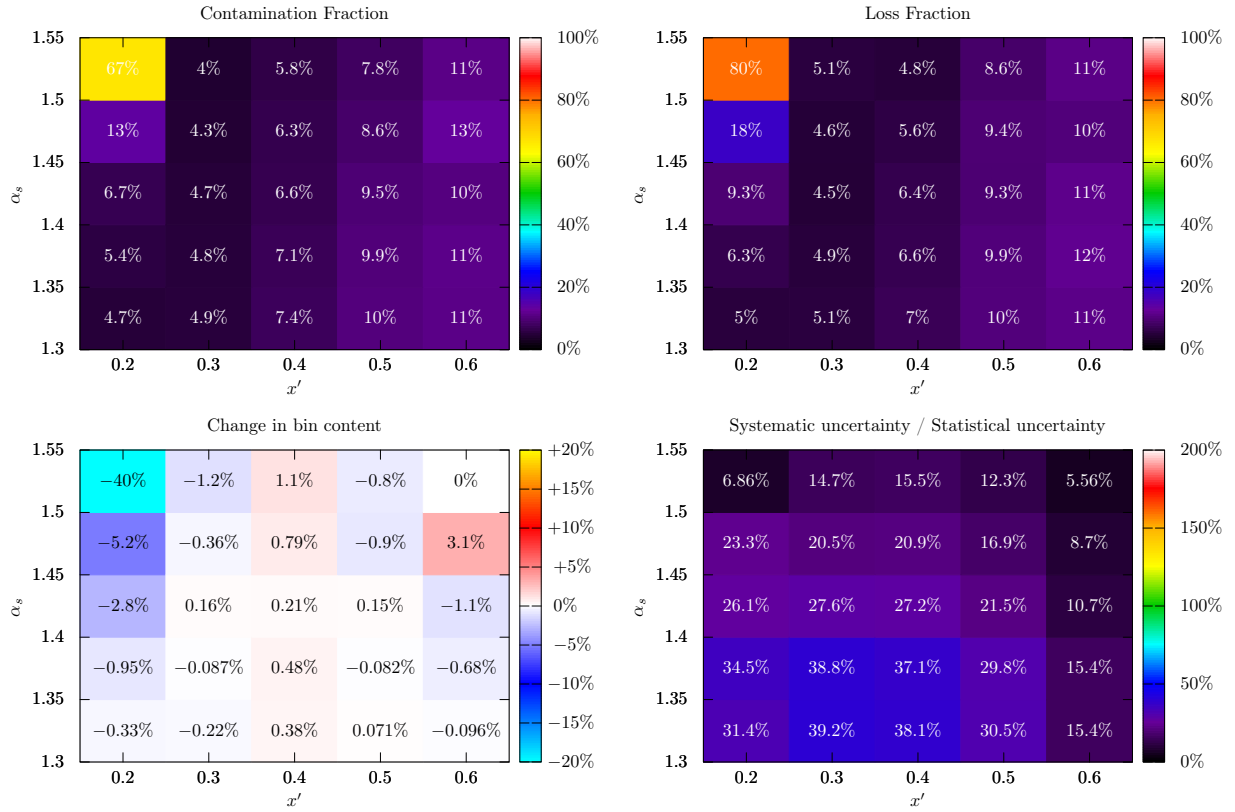 Contamination Fraction
1.55
1.5
1.45
1.4
1.35
1.3
α_s
67% 4% 5.8% 7.8% 11%
13% 4.3% 6.3% 8.6% 13%
6.7% 4.7% 6.6% 9.5% 10%
5.4% 4.8% 7.1% 9.9% 11%
4.7% 4.9% 7.4% 10% 11%
0.2 0.3 0.4 0.5 0.6
x′
100%
80%
60%
40%
20%
0%
Loss Fraction
1.55
1.5
1.45
1.4
1.35
1.3
α_s
80% 5.1% 4.8% 8.6% 11%
18% 4.6% 5.6% 9.4% 10%
9.3% 4.5% 6.4% 9.3% 11%
6.3% 4.9% 6.6% 9.9% 12%
5% 5.1% 7% 10% 11%
0.2 0.3 0.4 0.5 0.6
x′
100%
80%
60%
40%
20%
0%
Change in bin content
1.55
1.5
1.45
1.4
1.35
1.3
α_s
−40% −1.2% 1.1% −0.8% 0%
−5.2% −0.36% 0.79% −0.9% 3.1%
−2.8% 0.16% 0.21% 0.15% −1.1%
−0.95% −0.087% 0.48% −0.082% −0.68%
−0.33% −0.22% 0.38% 0.071% −0.096%
0.2 0.3 0.4 0.5 0.6
x′
+20%
+15%
+10%
+5%
0%
−5%
−10%
−15%
−20%
Systematic uncertainty / Statistical uncertainty
1.55
1.5
1.45
1.4
1.35
1.3
α_s
6.86% 14.7% 15.5% 12.3% 5.56%
23.3% 20.5% 20.9% 16.9% 8.7%
26.1% 27.6% 27.2% 21.5% 10.7%
34.5% 38.8% 37.1% 29.8% 15.4%
31.4% 39.2% 38.1% 30.5% 15.4%
0.2 0.3 0.4 0.5 0.6
x′
200%
150%
100%
50%
0%